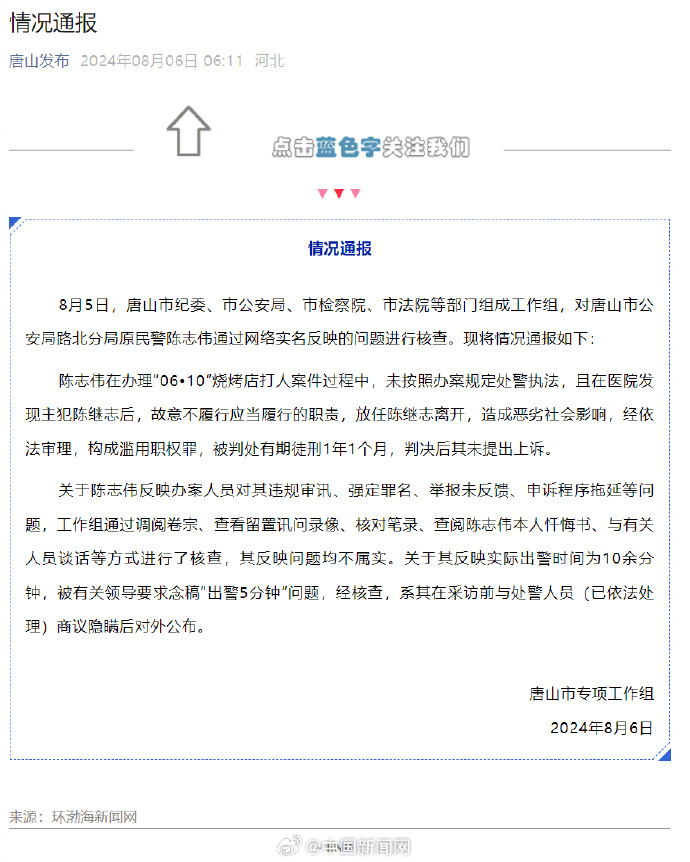 情况通报
唐山发布 2024年08月06日 06:11 河北
点击蓝色字关注我们
情况通报
8月5日，唐山市纪委、市公安局、市检察院、市法院等部门组成工作组，对唐山市公
安局路北分局原民警陈志伟通过网络实名反映的问题进行核查。现将情况通报如下：
陈志伟在办理“06•10”烧烤店打人案件过程中，未按照办案规定处警执法，且在医院发
现主犯陈继志后，故意不履行应当履行的职责，放任陈继志离开，造成恶劣社会影响，经依
法审理，构成滥用职权罪，被判处有期徒刑1年1个月，判决后其未提出上诉。
关于陈志伟反映办案人员对其违规审讯、强定罪名、举报未反馈、申诉程序拖延等问
题，工作组通过调阅卷宗、查看留置讯问录像、核对笔录、查阅陈志伟本人忏悔书、与有关
人员谈话等方式进行了核查，其反映问题均不属实。关于其反映实际出警时间为10余分
钟，被有关领导要求念稿“出警5分钟”问题，经核查，系其在采访前与处警人员（已依法处
理）商议隐瞒后对外公布。
唐山市专项工作组
2024年8月6日
来源：环渤海新闻网
@中国新闻网